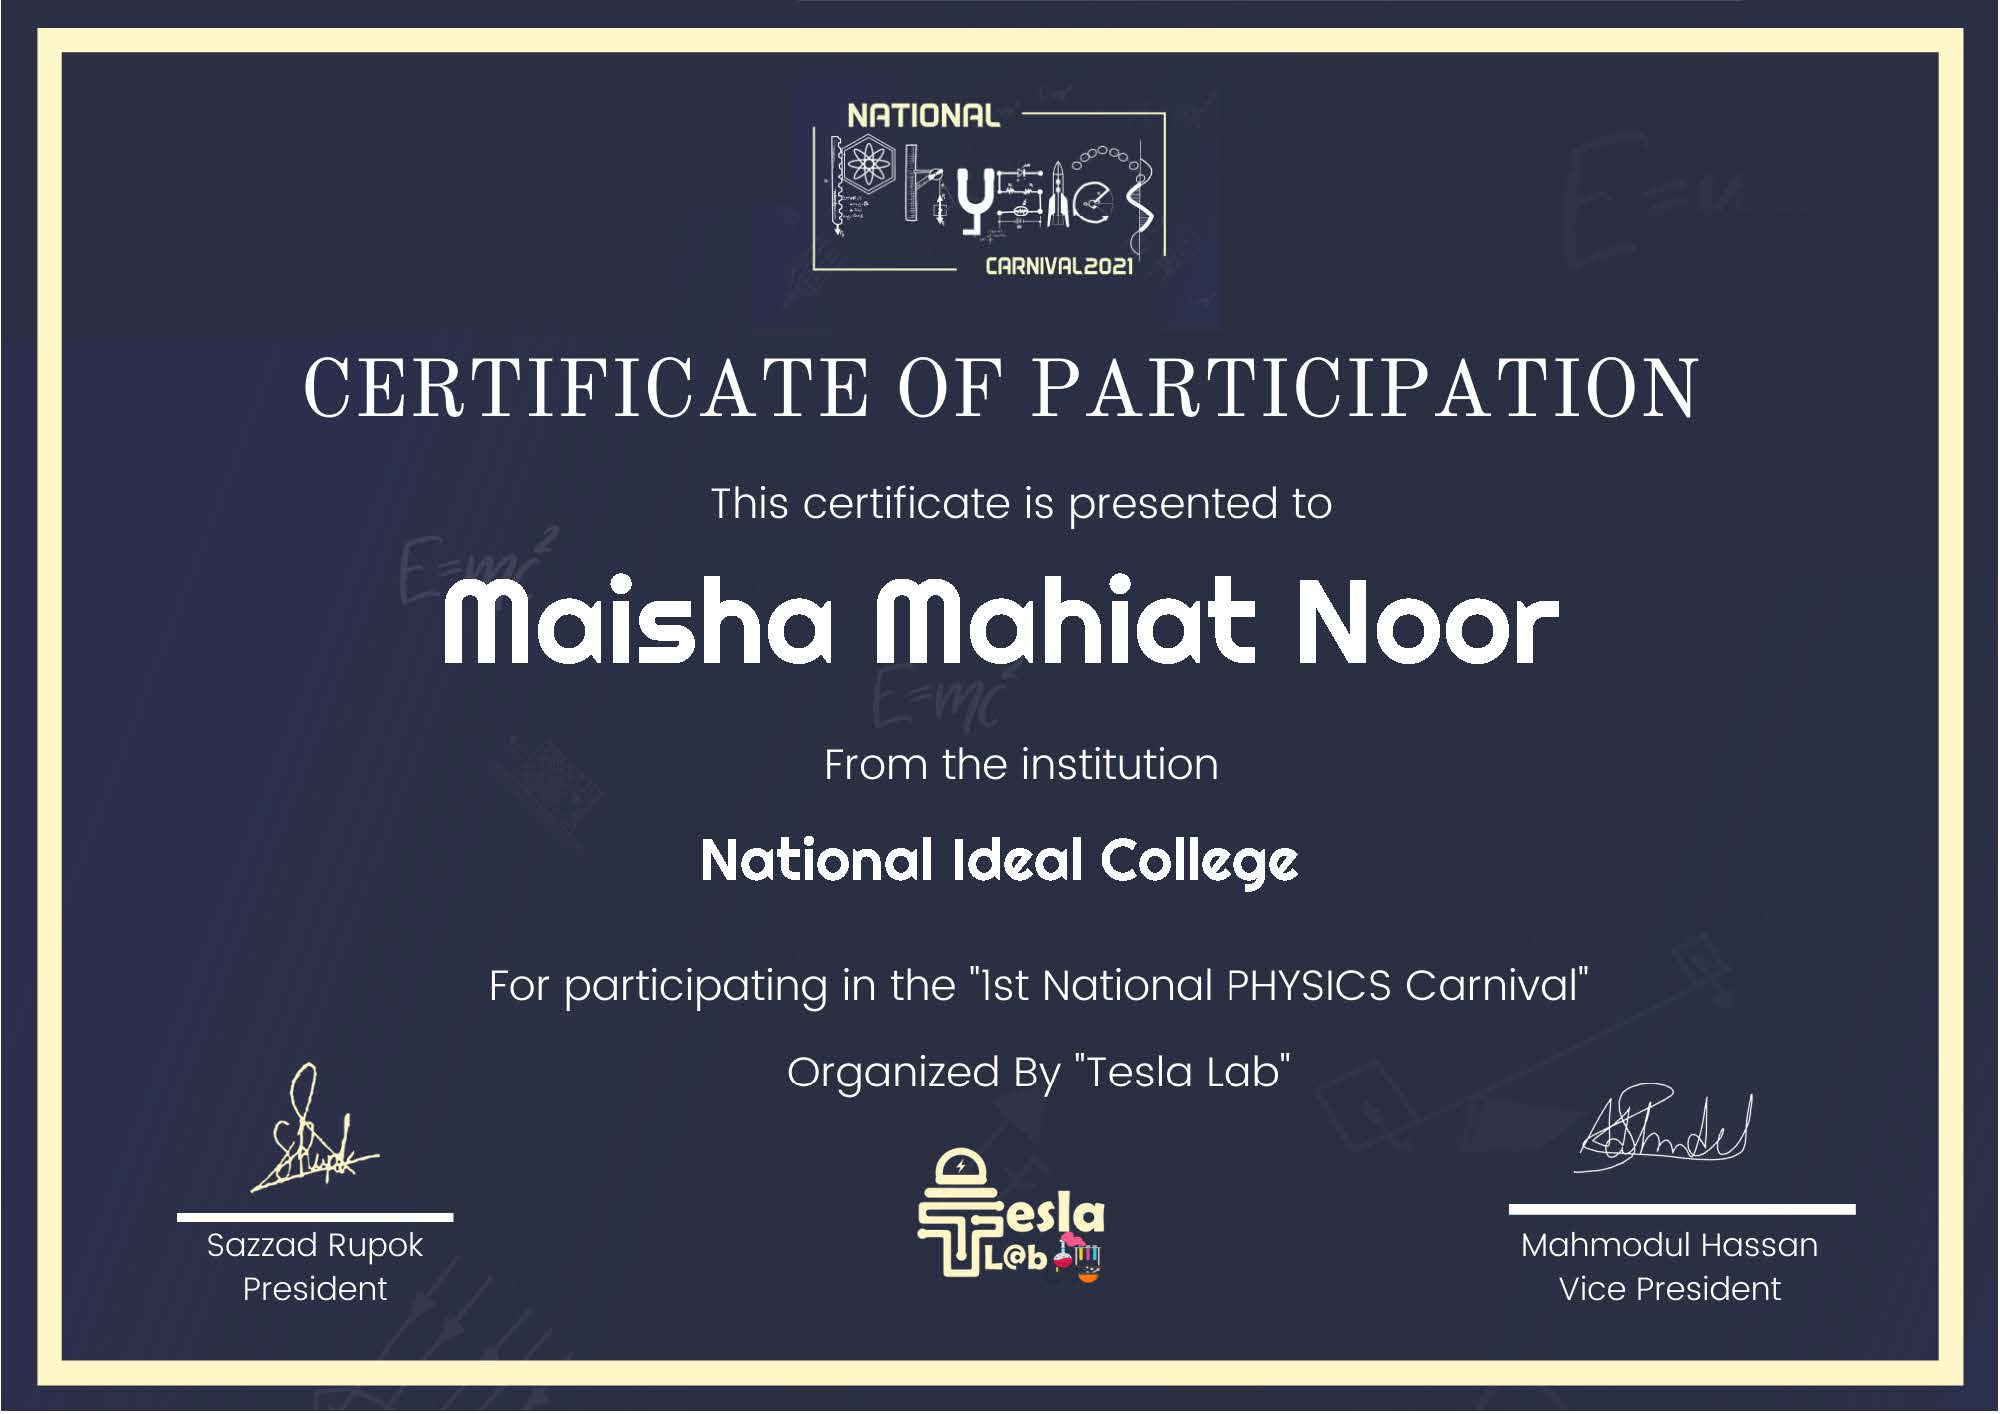 NATIONAL
Physics
CARNIVAL2021
CERTIFICATE OF PARTICIPATION
This certificate is presented to
E=mc²
Maisha Mahiat Noor
E=mc²
From the institution
National Ideal College
For participating in the "1st National PHYSICS Carnival"
Organized By "Tesla Lab"
Tesla
L@b
Sazzad Rupok
President
Mahmodul Hassan
Vice President